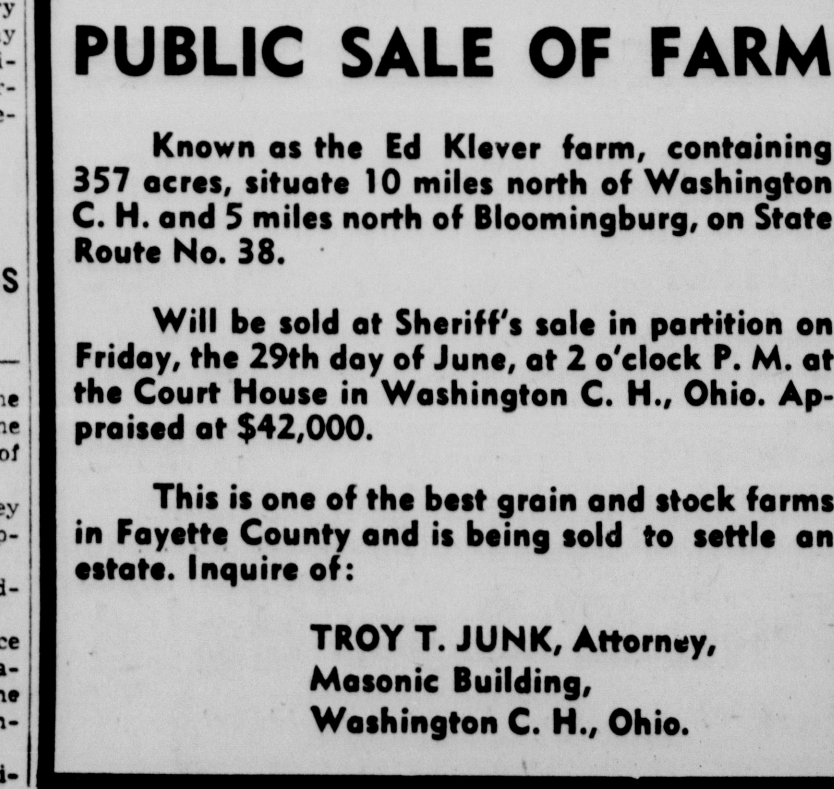 PUBLIC SALE OF FARM
Known as the Ed Klever farm, containing
357 acres, situate 10 miles north of Washington
C. H. and 5 miles north of Bloomingburg, on State
Route No. 38.
Will be sold at Sheriff's sale in partition on
Friday, the 29th day of June, at 2 o'clock P. M. at
the Court House in Washington C. H., Ohio. Ap-
praised at $42,000.
This is one of the best grain and stock farms
in Fayette County and is being sold to settle an
estate. Inquire of:
TROY T. JUNK, Attorney,
Masonic Building,
Washington C. H., Ohio.